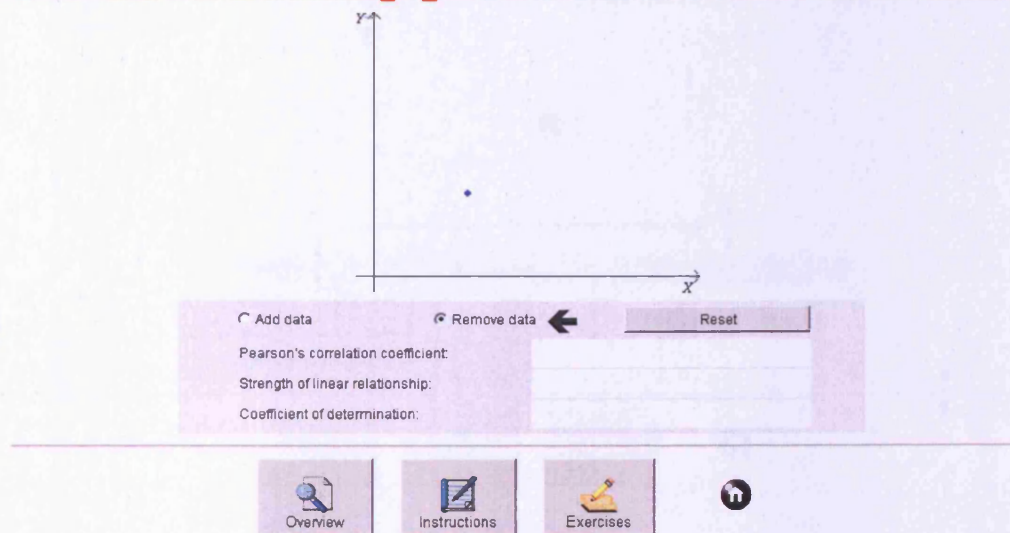 Y
X
Add data Remove data Reset
Pearson's correlation coefficient:
Strength of linear relationship:
Coefficient of determination:
Overview Instructions Exercises